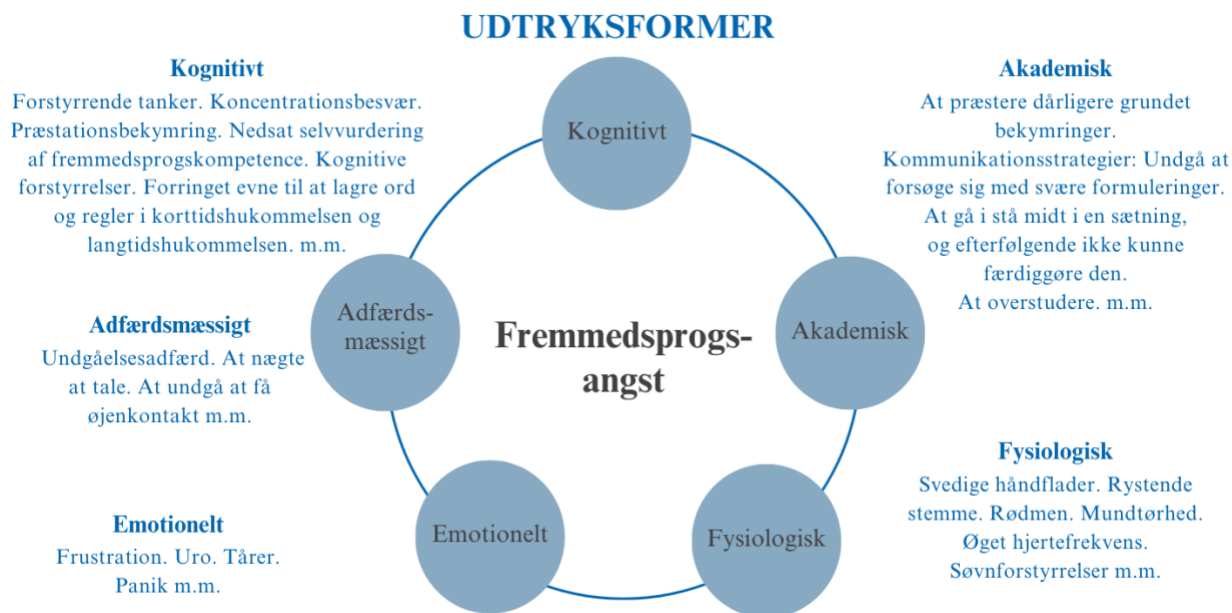 UDTRYKSFORMER
Kognitivt
Forstyrrende tanker. Koncentrationsbesvær.
Præstationsbekymring. Nedsat selvvurdering
af fremmedsprogskompetence. Kognitive
forstyrrelser. Forringet evne til at lagre ord
og regler i korttidshukommelsen og
langtidshukommelsen. m.m.
Adfærdsmæssigt
Undgåelsesadfærd. At nægte
at tale. At undgå at få
øjenkontakt m.m.
Emotionelt
Frustration. Uro. Tårer.
Panik m.m.
Kognitivt
Adfærds-
mæssigt
Fremmedsprogs-
angst
Akademisk
Emotionelt
Fysiologisk
Akademisk
At præstere dårligere grundet
bekymringer.
Kommunikationsstrategier: Undgå at
forsøge sig med svære formuleringer.
At gå i stå midt i en sætning,
og efterfølgende ikke kunne
færdiggøre den.
At overstudere. m.m.
Fysiologisk
Svedige håndflader. Rystende
stemme. Rødmen. Mundtørhed.
Øget hjertefrekvens.
Søvnforstyrrelser m.m.